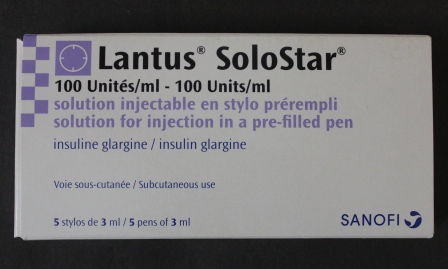 Lantus® SoloStar®
100 Unités/ml - 100 Units/ml
solution injectable en stylo prérempli
solution for injection in a pre-filled pen
insuline glargine / insulin glargine
Voie sous-cutanée / Subcutaneous use
5 stylos de 3 ml / 5 pens of 3 ml
SANOFI